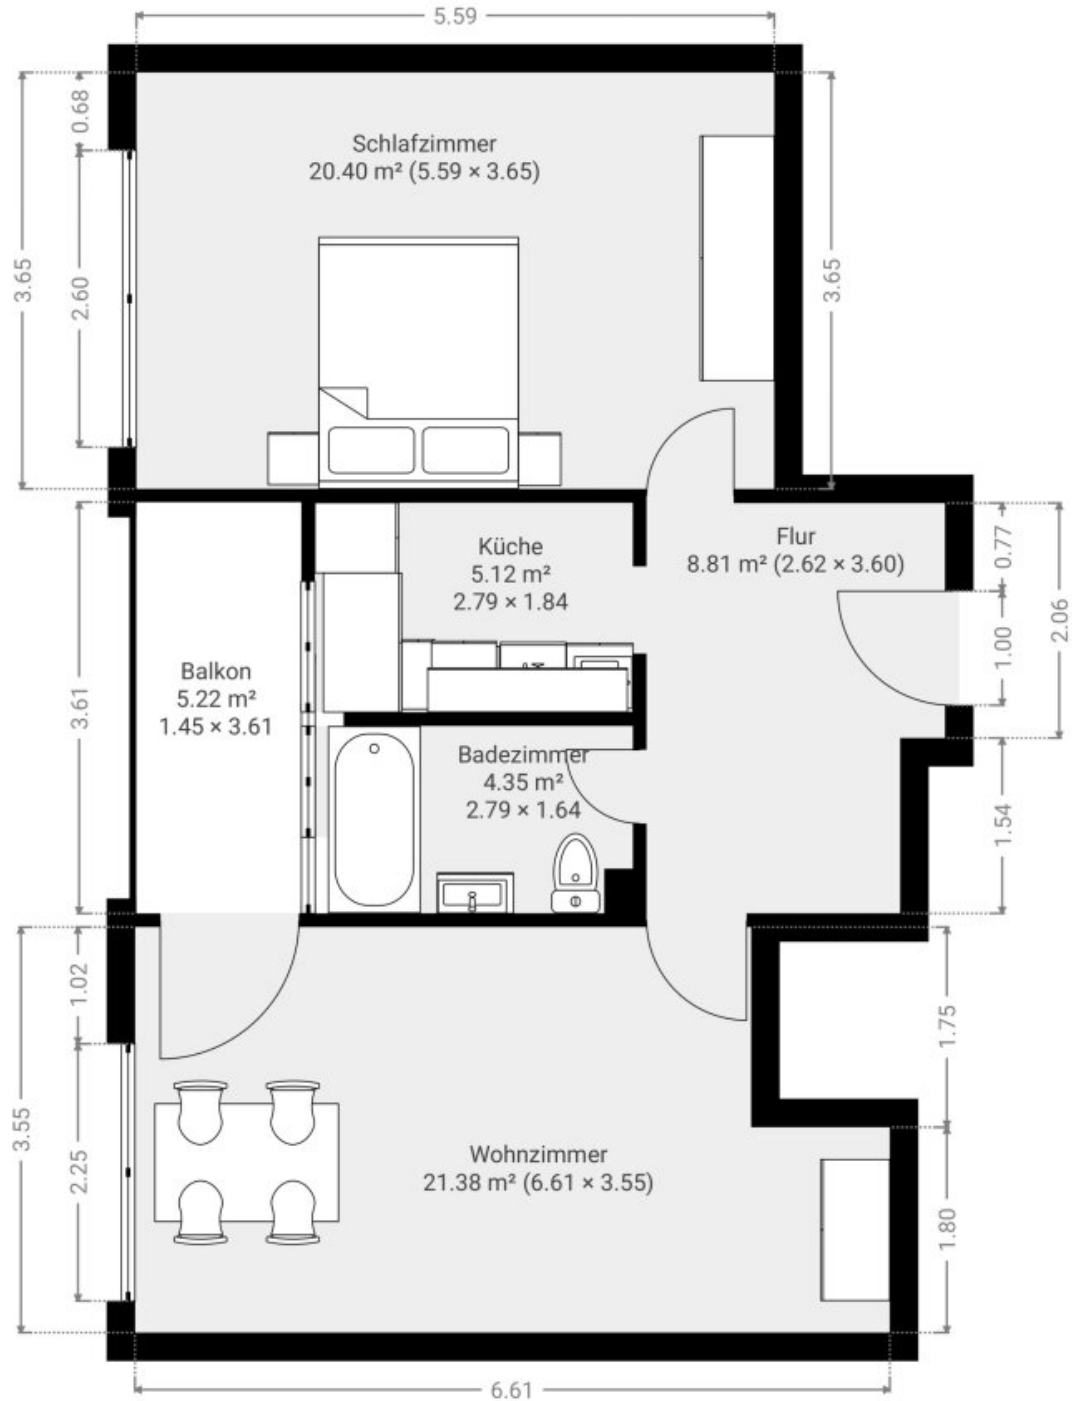 5.59
0.68
3.65
2.60
3.65
Schlafzimmer
20.40 m² (5.59 × 3.65)
Küche
5.12 m²
2.79 × 1.84
Flur
8.81 m² (2.62 × 3.60)
0.77
1.00
2.06
1.54
Balkon
5.22 m²
1.45 × 3.61
3.61
Badezimmer
4.35 m²
2.79 × 1.64
1.02
3.55
2.25
Wohnzimmer
21.38 m² (6.61 × 3.55)
1.75
1.80
6.61